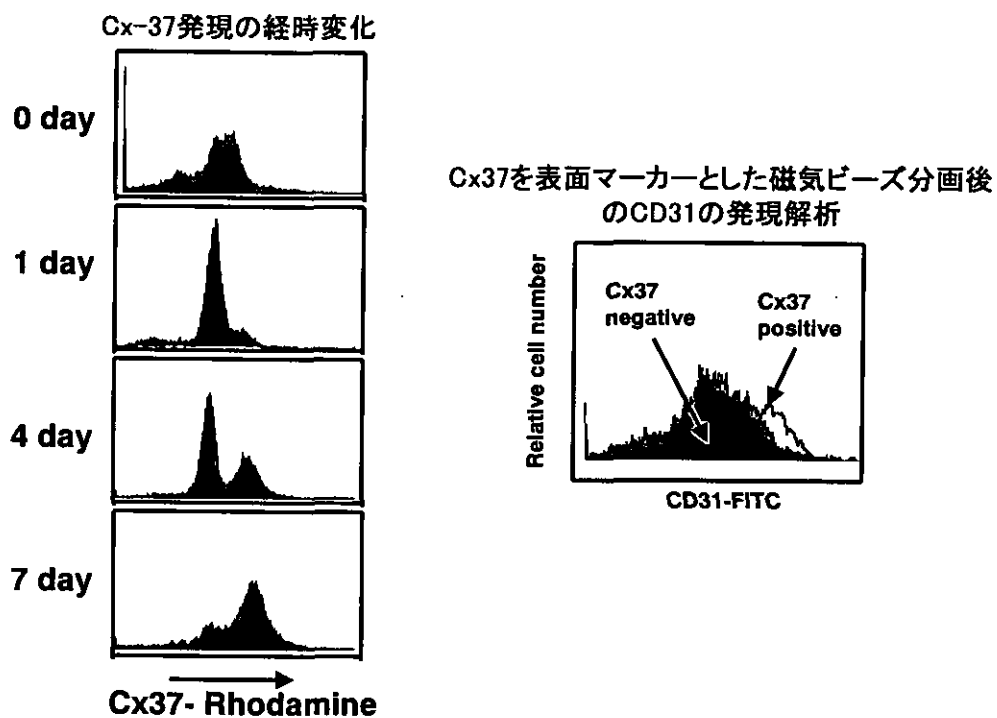 Cx-37発現の経時変化
0 day
1 day
4 day
7 day
Cx37- Rhodamine
Cx37を表面マーカーとした磁気ビーズ分画後
のCD31の発現解析
Relative cell number
Cx37
negative
Cx37
positive
CD31-FITC